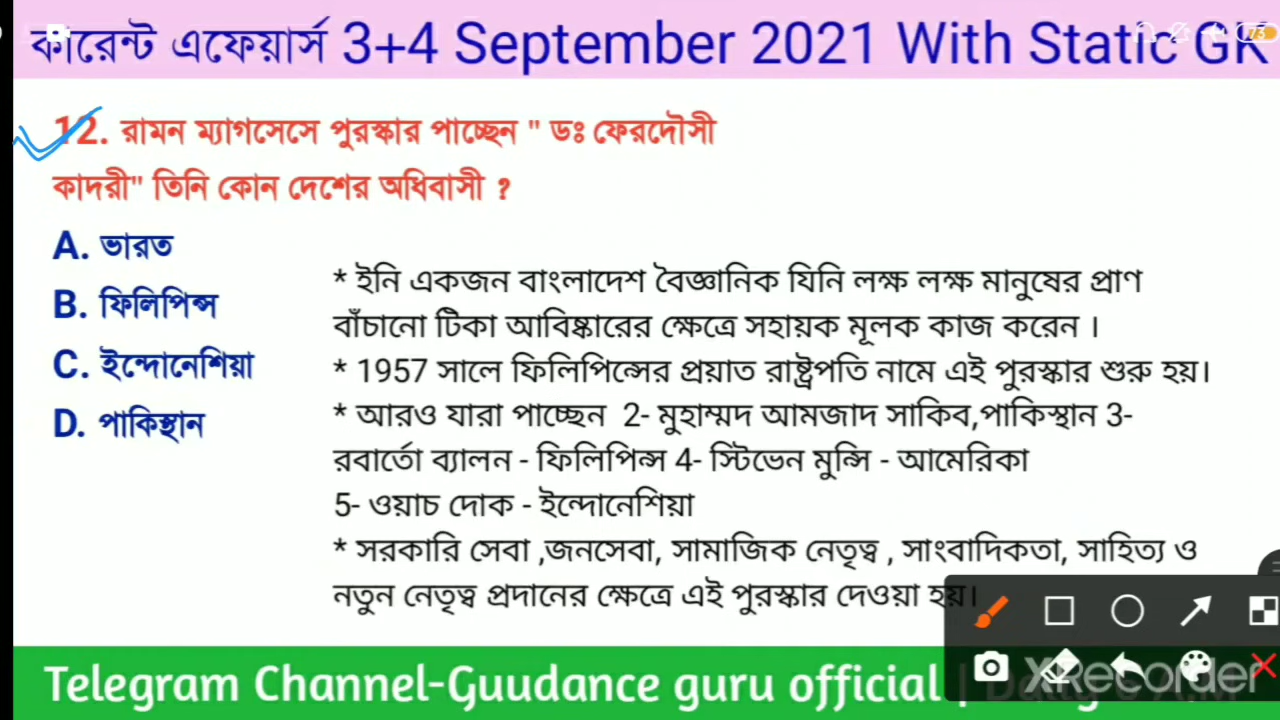 কারেন্ট এফেয়ার্স 3+4 September 2021 With Static GK
12. রামন ম্যাগসেসে পুরস্কার পাচ্ছেন " ডঃ ফেরদৌসী
কাদরী" তিনি কোন দেশের অধিবাসী ?
A. ভারত
B. ফিলিপিন্স
C. ইন্দোনেশিয়া
D. পাকিস্থান
* ইনি একজন বাংলাদেশ বৈজ্ঞানিক যিনি লক্ষ লক্ষ মানুষের প্রাণ
বাঁচানো টিকা আবিষ্কারের ক্ষেত্রে সহায়ক মূলক কাজ করেন ।
* 1957 সালে ফিলিপিন্সের প্রয়াত রাষ্ট্রপতি নামে এই পুরস্কার শুরু হয়।
* আরও যারা পাচ্ছেন 2- মুহাম্মদ আমজাদ সাকিব,পাকিস্থান 3-
রবার্তো ব্যালন - ফিলিপিন্স 4- স্টিভেন মুন্সি - আমেরিকা
5- ওয়াচ দোক - ইন্দোনেশিয়া
* সরকারি সেবা ,জনসেবা, সামাজিক নেতৃত্ব , সাংবাদিকতা, সাহিত্য ও
নতুন নেতৃত্ব প্রদানের ক্ষেত্রে এই পুরস্কার দেওয়া হয়।
Telegram Channel-Guudance guru official |
XRecorder
73